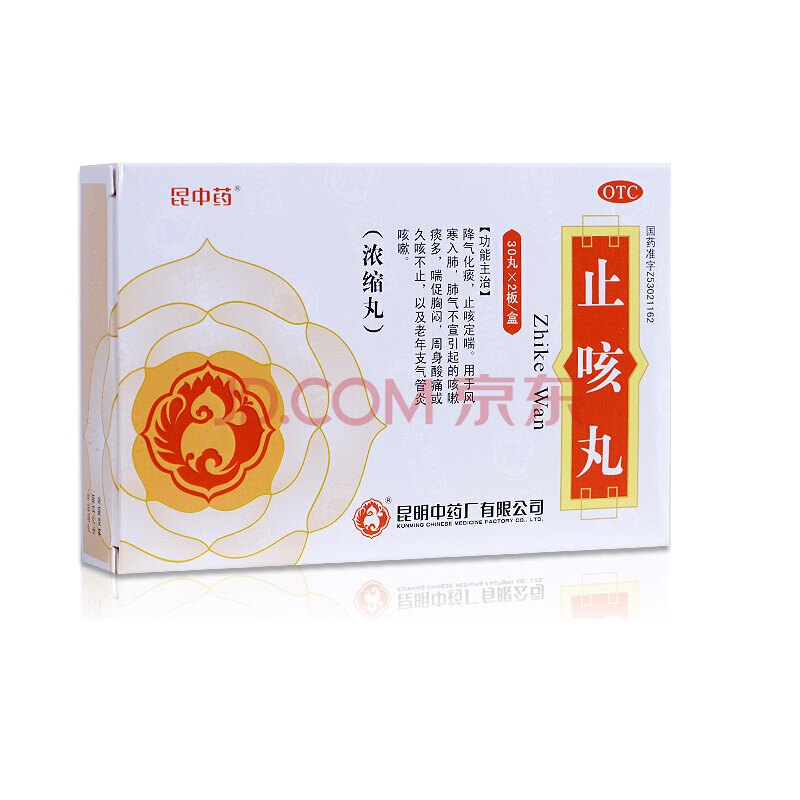 昆中药®
OTC
国药准字Z53021162
止咳丸
Zhike Wan
30丸×2板/盒
【功能主治】
降气化痰，止咳定喘。用于风
寒入肺，肺气不宣引起的咳嗽
痰多，喘促胸闷，周身酸痛或
久咳不止，以及老年支气管炎
咳嗽。
（浓缩丸）
JD.COM 京东
昆明中药厂有限公司
KUNMING CHINESE MEDICINE FACTORY CO., LTD.